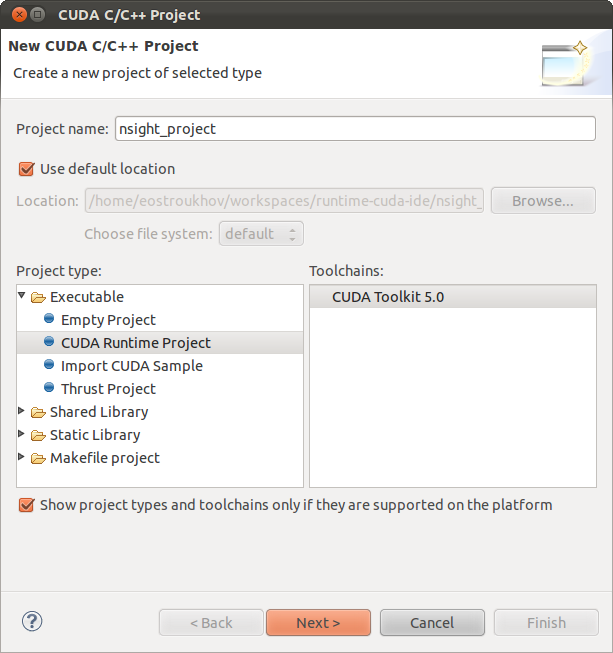 CUDA C/C++ Project
New CUDA C/C++ Project
Create a new project of selected type
Project name: nsight_project
Use default location
Location: /home/eostroukhov/workspaces/runtime-cuda-ide/nsight_ Browse...
Choose file system: default
Project type: Toolchains:
Executable CUDA Toolkit 5.0
Empty Project
CUDA Runtime Project
Import CUDA Sample
Thrust Project
Shared Library
Static Library
Makefile project
Show project types and toolchains only if they are supported on the platform
? < Back Next > Cancel Finish